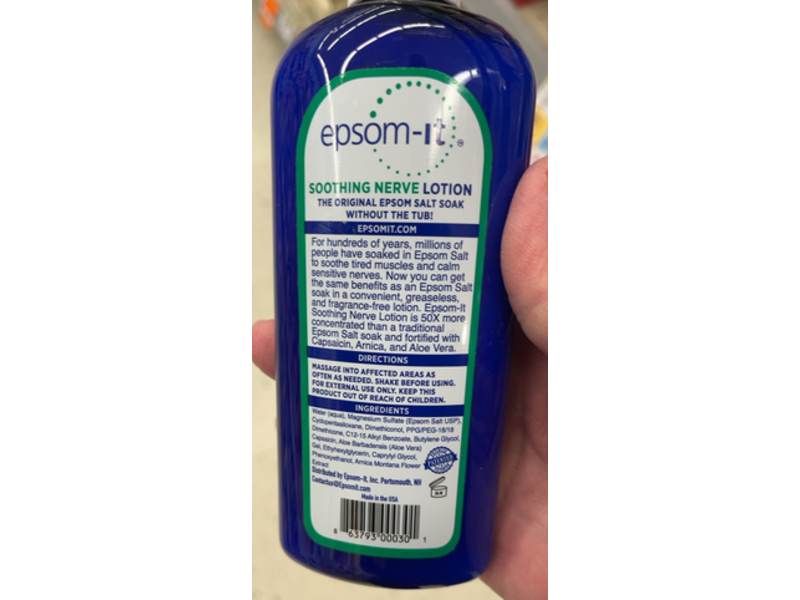 epsom-it ™
SOOTHING NERVE LOTION
THE ORIGINAL EPSOM SALT SOAK
WITHOUT THE TUB!
EPSOMIT.COM
For hundreds of years, millions of
people have soaked in Epsom Salt
to soothe tired muscles and calm
sensitive nerves. Now you can get
the same benefits as an Epsom Salt
soak in a convenient, greaseless,
and fragrance-free lotion. Epsom-It
Soothing Nerve Lotion is 50X more
concentrated than a traditional
Epsom Salt soak and fortified with
Capsaicin, Arnica, and Aloe Vera.
DIRECTIONS
MASSAGE INTO AFFECTED AREAS AS
OFTEN AS NEEDED. SHAKE BEFORE USING.
FOR EXTERNAL USE ONLY. KEEP THIS
PRODUCT OUT OF REACH OF CHILDREN.
INGREDIENTS
Water (aqua), Magnesium Sulfate (Epsom Salt USP),
Cyclopentasiloxane, Dimethiconol, PPG/PEG-18/18
Dimethicone, C12-15 Alkyl Benzoate, Butylene Glycol,
Capsaicin, Aloe Barbadensis (Aloe Vera)
Gel, Ethylhexylglycerin, Caprylyl Glycol,
Phenoxyethanol, Arnica Montana Flower
Extract
PATENTED
Distributed by Epsom-It, Inc. Portsmouth, NH
Contactus@Epsomit.com
Made in the USA
8 63793 00030 1